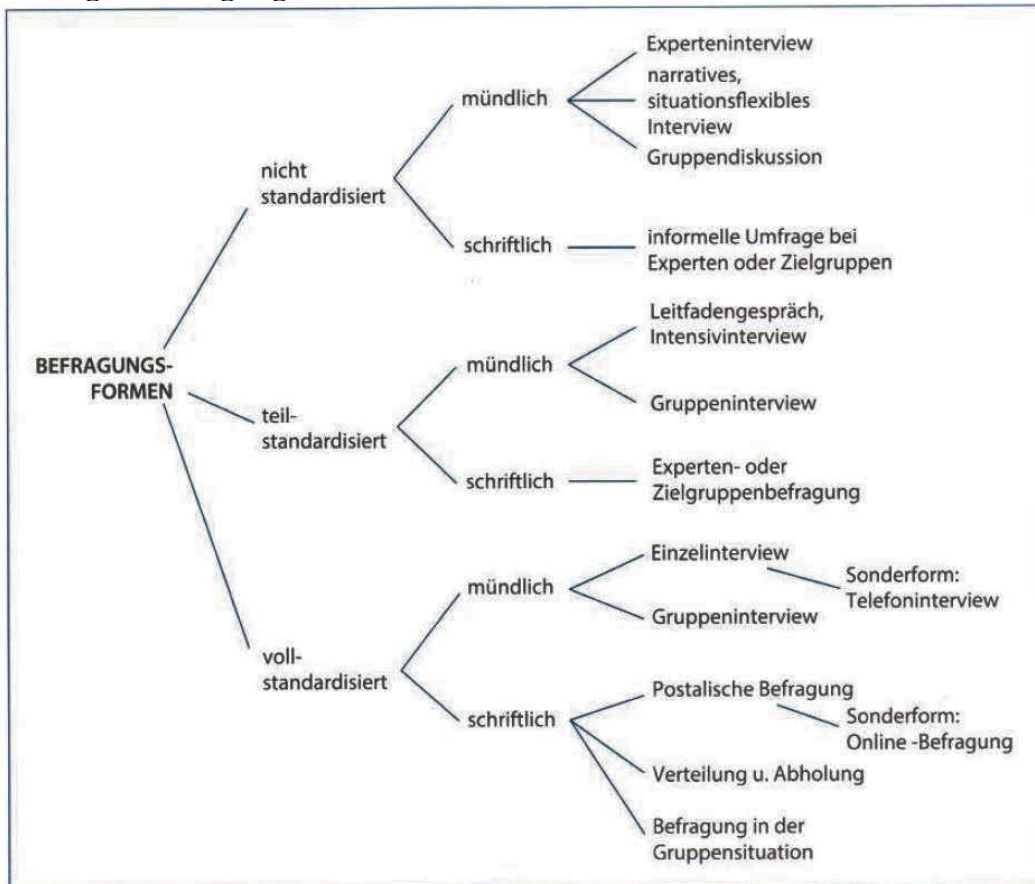 Experteninterview
narratives,
situationsflexibles
Interview
Gruppendiskussion
mündlich
nicht
standardisiert
schriftlich
informelle Umfrage bei
Experten oder Zielgruppen
Leitfadengespräch,
Intensivinterview
mündlich
Gruppeninterview
BEFRAGUNGS-
FORMEN
teil-
standardisiert
schriftlich
Experten- oder
Zielgruppenbefragung
Einzelinterview
Sonderform:
Telefoninterview
mündlich
Gruppeninterview
voll-
standardisiert
schriftlich
Postalische Befragung
Sonderform:
Online -Befragung
Verteilung u. Abholung
Befragung in der
Gruppensituation